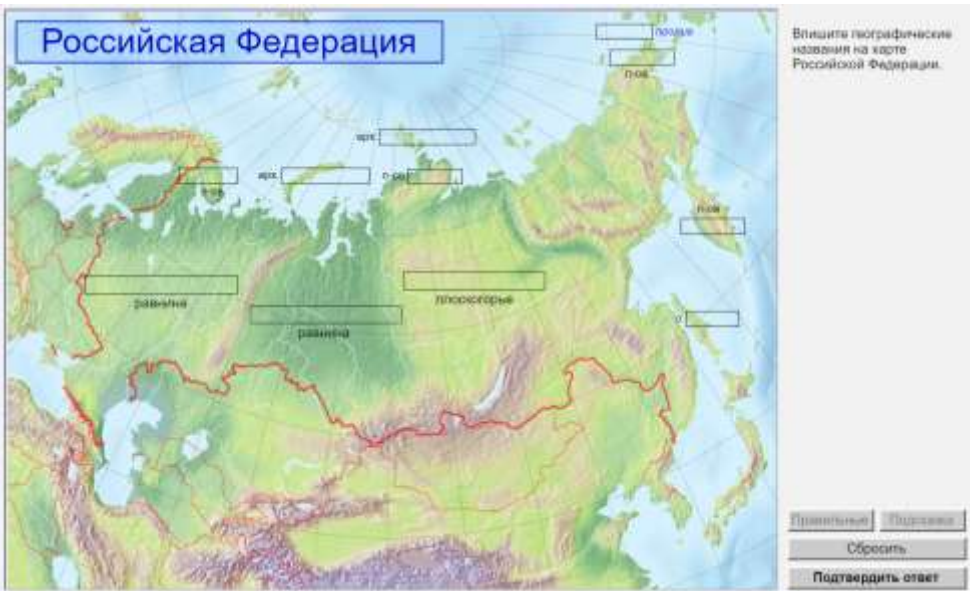 Российская Федерация
Впишите географические
названия на карте
Российской Федерации.
пролив
п-ов
арх.
п-ов
арх.
п-ов
п-ов
равнина
плоскогорье
равнина
о.
Правильные
Подсказка
Сбросить
Подтвердить ответ